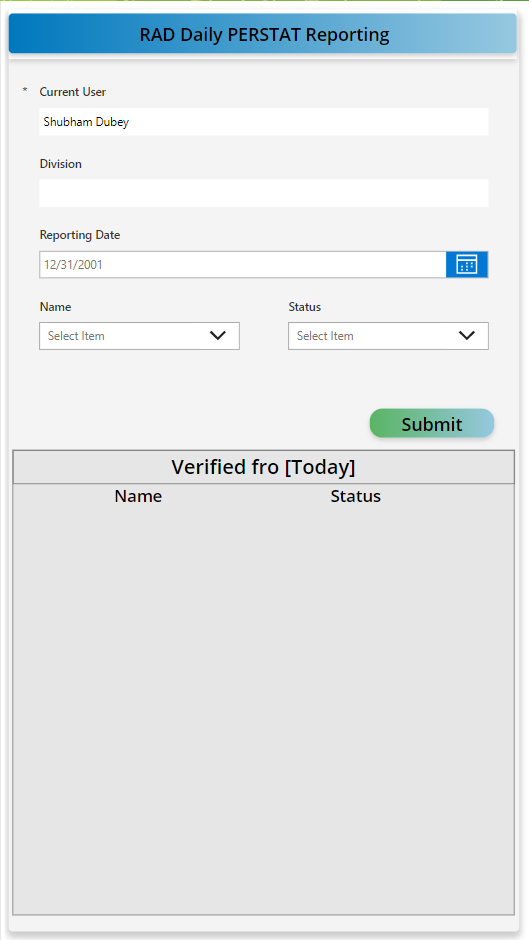 RAD Daily PERSTAT Reporting
* Current User
Shubham Dubey
Division
Reporting Date
12/31/2001
Name Status
Select Item Select Item
Submit
Verified fro [Today]
Name Status